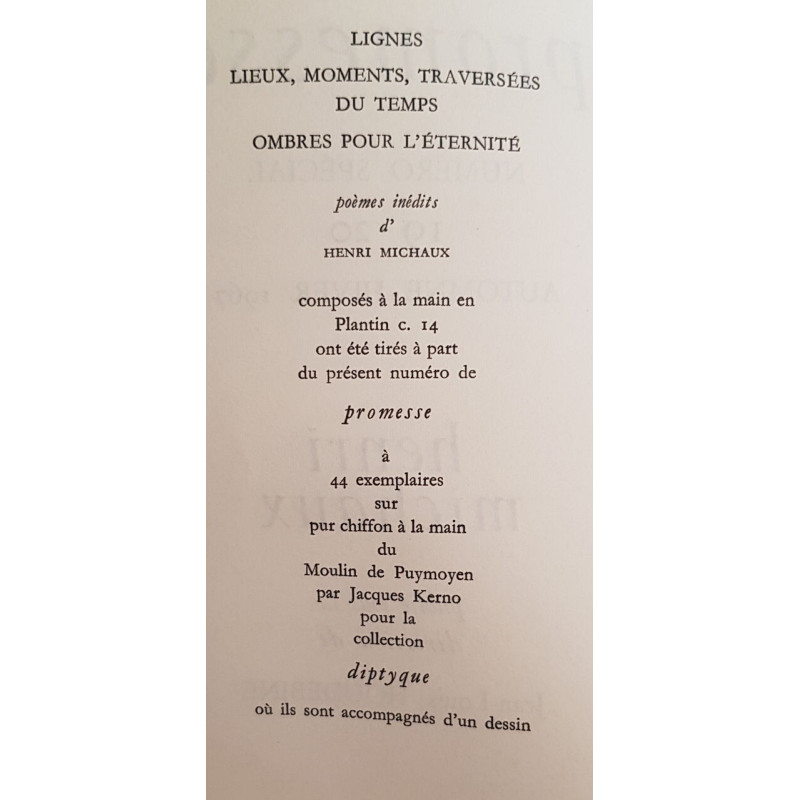 LIGNES
LIEUX, MOMENTS, TRAVERSÉES
DU TEMPS
OMBRES POUR L'ÉTERNITÉ
poèmes inédits
d'
HENRI MICHAUX
composés à la main en
Plantin c. 14
ont été tirés à part
du présent numéro de
promesse
à
44 exemplaires
sur
pur chiffon à la main
du
Moulin de Puymoyen
par Jacques Kerno
pour la
collection
diptyque
où ils sont accompagnés d'un dessin